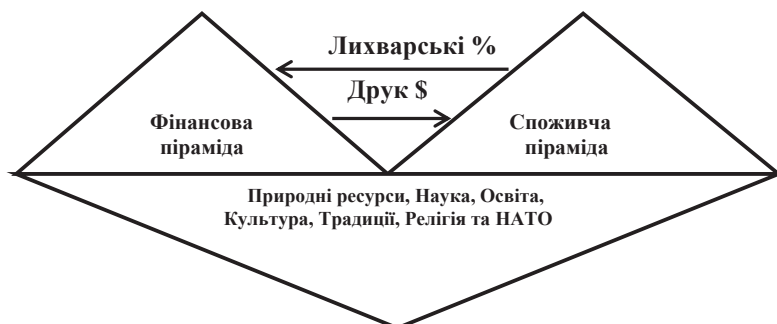 Лихварські %
Друк $
Фінансова
піраміда
Споживча
піраміда
Природні ресурси, Наука, Освіта,
Культура, Традиції, Релігія та НАТО